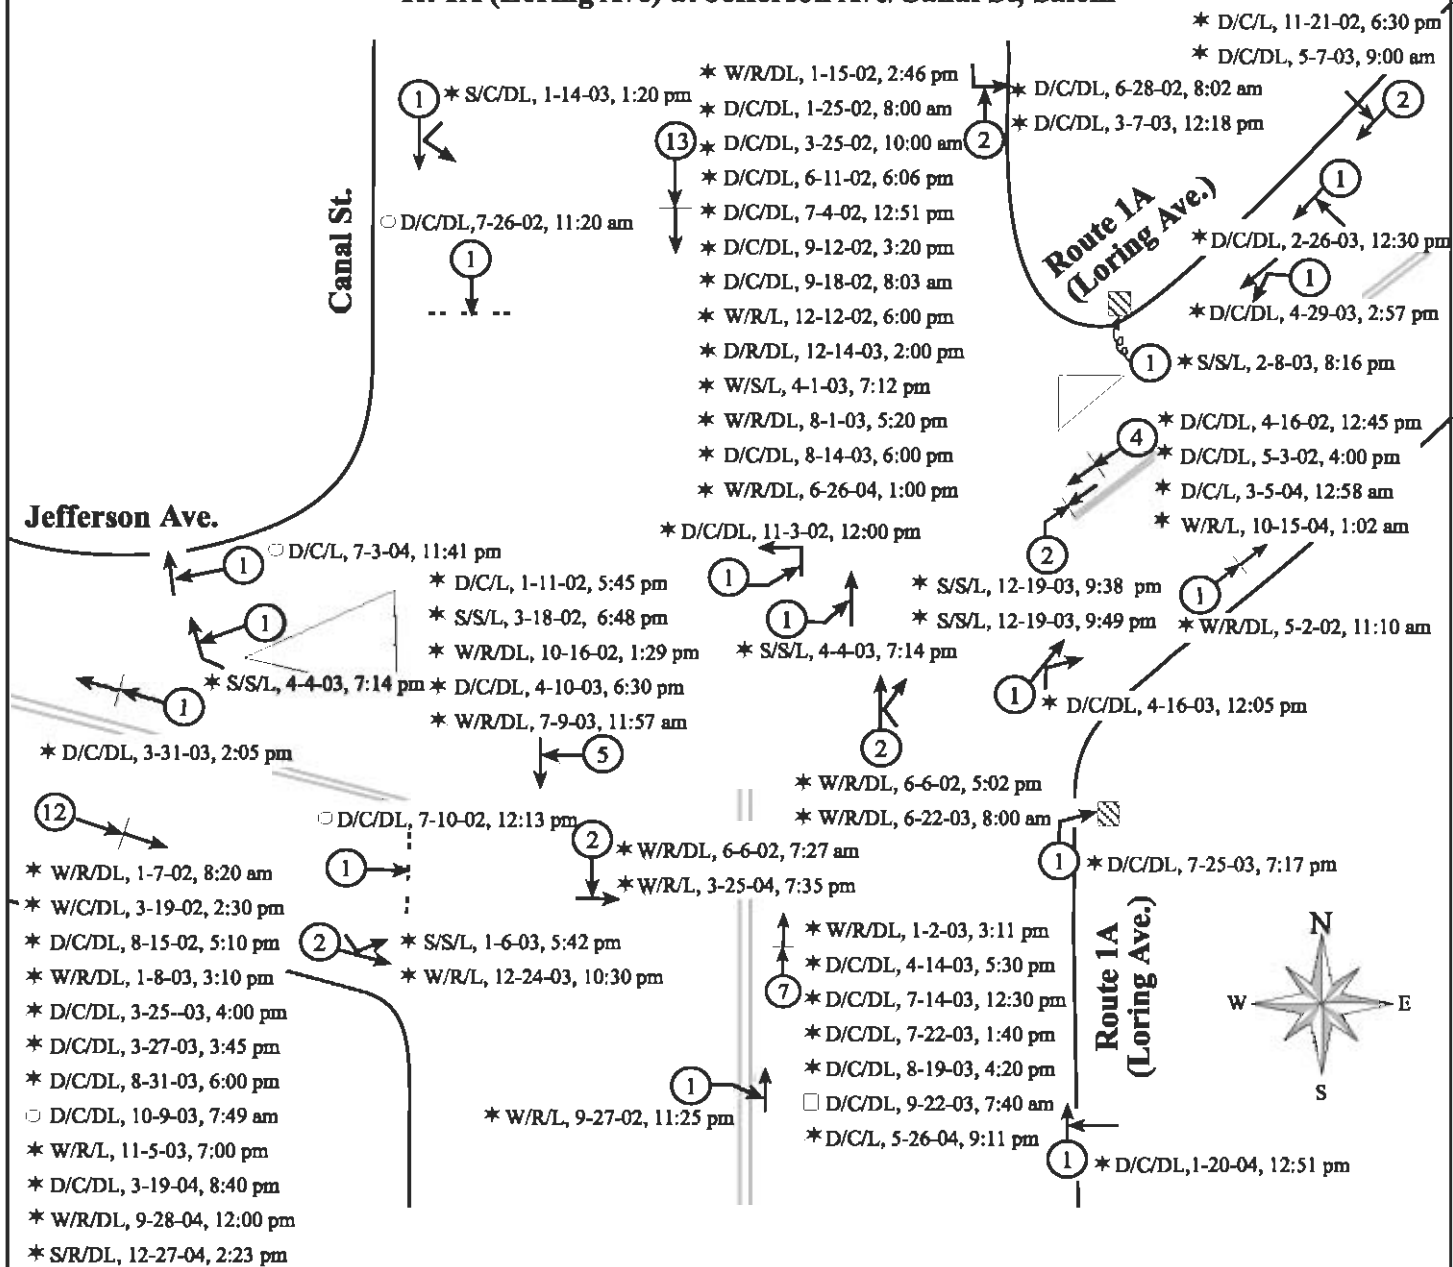 ★ D/C/L, 11-21-02, 6:30 pm
★ D/C/DL, 5-7-03, 9:00 am
2
1
★ D/C/DL, 2-26-03, 12:30 pm
1
★ D/C/DL, 4-29-03, 2:57 pm
1
★ S/C/DL, 1-14-03, 1:20 pm
Canal St.
○ D/C/DL,7-26-02, 11:20 am
1
13
★ W/R/DL, 1-15-02, 2:46 pm
★ D/C/DL, 1-25-02, 8:00 am
★ D/C/DL, 3-25-02, 10:00 am
★ D/C/DL, 6-11-02, 6:06 pm
★ D/C/DL, 7-4-02, 12:51 pm
★ D/C/DL, 9-12-02, 3:20 pm
★ D/C/DL, 9-18-02, 8:03 am
★ W/R/L, 12-12-02, 6:00 pm
★ D/R/DL, 12-14-03, 2:00 pm
★ W/S/L, 4-1-03, 7:12 pm
★ W/R/DL, 8-1-03, 5:20 pm
★ D/C/DL, 8-14-03, 6:00 pm
★ W/R/DL, 6-26-04, 1:00 pm
2
★ D/C/DL, 6-28-02, 8:02 am
★ D/C/DL, 3-7-03, 12:18 pm
Route 1A
(Loring Ave.)
1
★ S/S/L, 2-8-03, 8:16 pm
4
★ D/C/DL, 4-16-02, 12:45 pm
★ D/C/DL, 5-3-02, 4:00 pm
★ D/C/L, 3-5-04, 12:58 am
★ W/R/L, 10-15-04, 1:02 am
Jefferson Ave.
1
○ D/C/L, 7-3-04, 11:41 pm
1
★ S/S/L, 4-4-03, 7:14 pm
1
★ D/C/DL, 3-31-03, 2:05 pm
★ D/C/L, 1-11-02, 5:45 pm
★ S/S/L, 3-18-02, 6:48 pm
★ W/R/DL, 10-16-02, 1:29 pm
★ D/C/DL, 4-10-03, 6:30 pm
★ W/R/DL, 7-9-03, 11:57 am
5
★ D/C/DL, 11-3-02, 12:00 pm
1
1
★ S/S/L, 4-4-03, 7:14 pm
2
★ S/S/L, 12-19-03, 9:38 pm
★ S/S/L, 12-19-03, 9:49 pm
1
★ W/R/DL, 5-2-02, 11:10 am
1
★ D/C/DL, 4-16-03, 12:05 pm
2
★ W/R/DL, 6-6-02, 5:02 pm
★ W/R/DL, 6-22-03, 8:00 am
1
★ D/C/DL, 7-25-03, 7:17 pm
12
★ W/R/DL, 1-7-02, 8:20 am
★ W/C/DL, 3-19-02, 2:30 pm
★ D/C/DL, 8-15-02, 5:10 pm
★ W/R/DL, 1-8-03, 3:10 pm
★ D/C/DL, 3-25--03, 4:00 pm
★ D/C/DL, 3-27-03, 3:45 pm
★ D/C/DL, 8-31-03, 6:00 pm
○ D/C/DL, 10-9-03, 7:49 am
★ W/R/L, 11-5-03, 7:00 pm
★ D/C/DL, 3-19-04, 8:40 pm
★ W/R/DL, 9-28-04, 12:00 pm
★ S/R/DL, 12-27-04, 2:23 pm
○ D/C/DL, 7-10-02, 12:13 pm
1
2
★ W/R/DL, 6-6-02, 7:27 am
★ W/R/L, 3-25-04, 7:35 pm
2
★ S/S/L, 1-6-03, 5:42 pm
★ W/R/L, 12-24-03, 10:30 pm
7
★ W/R/DL, 1-2-03, 3:11 pm
★ D/C/DL, 4-14-03, 5:30 pm
★ D/C/DL, 7-14-03, 12:30 pm
★ D/C/DL, 7-22-03, 1:40 pm
★ D/C/DL, 8-19-03, 4:20 pm
□ D/C/DL, 9-22-03, 7:40 am
★ D/C/L, 5-26-04, 9:11 pm
1
★ W/R/L, 9-27-02, 11:25 pm
Route 1A
(Loring Ave.)
1
★ D/C/DL,1-20-04, 12:51 pm
N
W
E
S